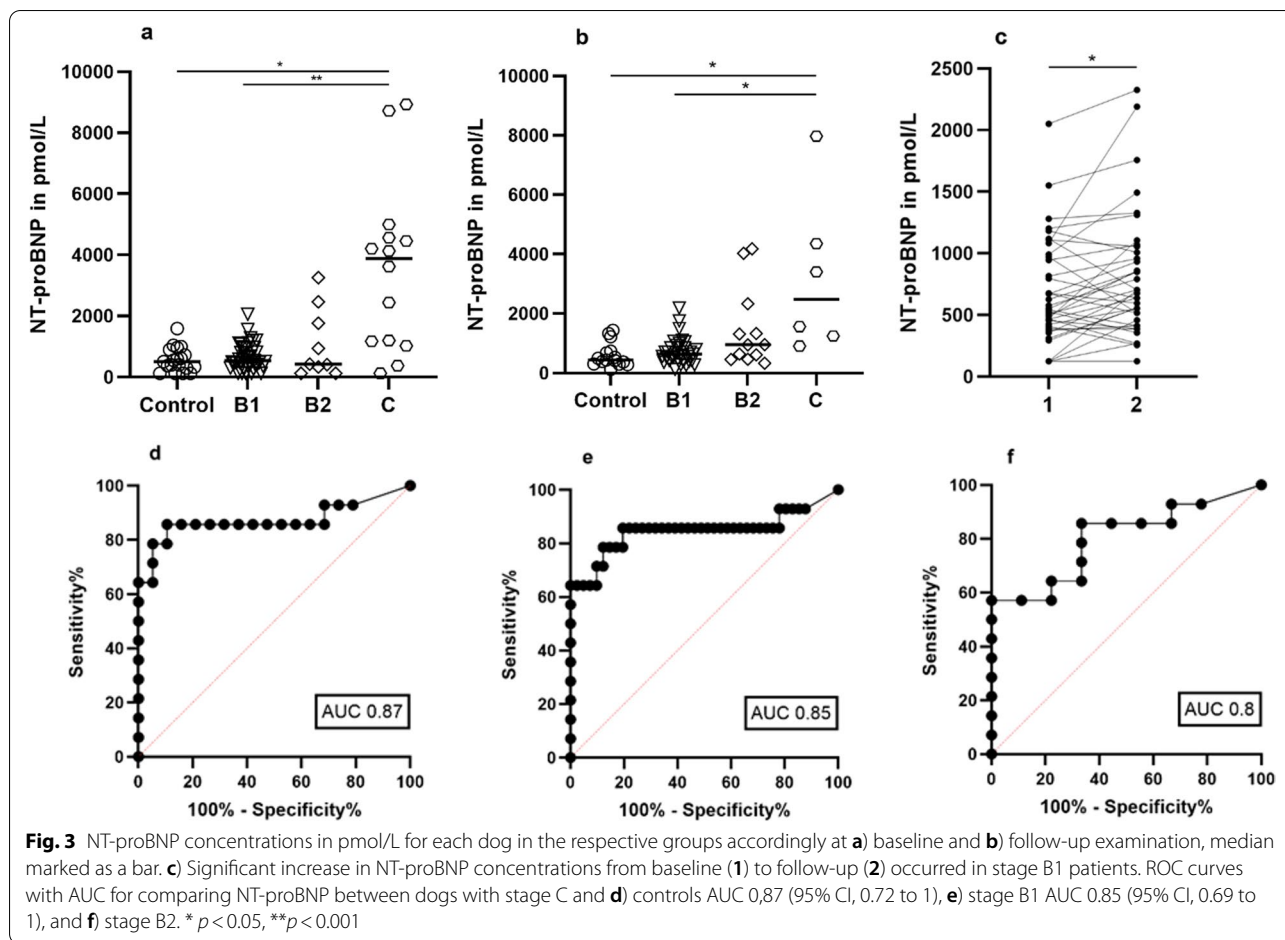 a
NT-proBNP in pmol/L
10000
8000
6000
4000
2000
0
*
**
Control B1 B2 C
b
NT-proBNP in pmol/L
10000
8000
6000
4000
2000
0
*
*
Control B1 B2 C
c
NT-proBNP in pmol/L
2500
2000
1500
1000
500
0
*
1 2
d
Sensitivity%
100
80
60
40
20
0
AUC 0.87
0 20 40 60 80 100
100% - Specificity%
e
Sensitivity%
100
80
60
40
20
0
AUC 0.85
0 20 40 60 80 100
100% - Specificity%
f
Sensitivity%
100
80
60
40
20
0
AUC 0.8
0 20 40 60 80 100
100% - Specificity%
Fig. 3 NT-proBNP concentrations in pmol/L for each dog in the respective groups accordingly at a) baseline and b) follow-up examination, median
marked as a bar. c) Significant increase in NT-proBNP concentrations from baseline (1) to follow-up (2) occurred in stage B1 patients. ROC curves
with AUC for comparing NT-proBNP between dogs with stage C and d) controls AUC 0,87 (95% CI, 0.72 to 1), e) stage B1 AUC 0.85 (95% CI, 0.69 to
1), and f) stage B2. * p < 0.05, **p < 0.001